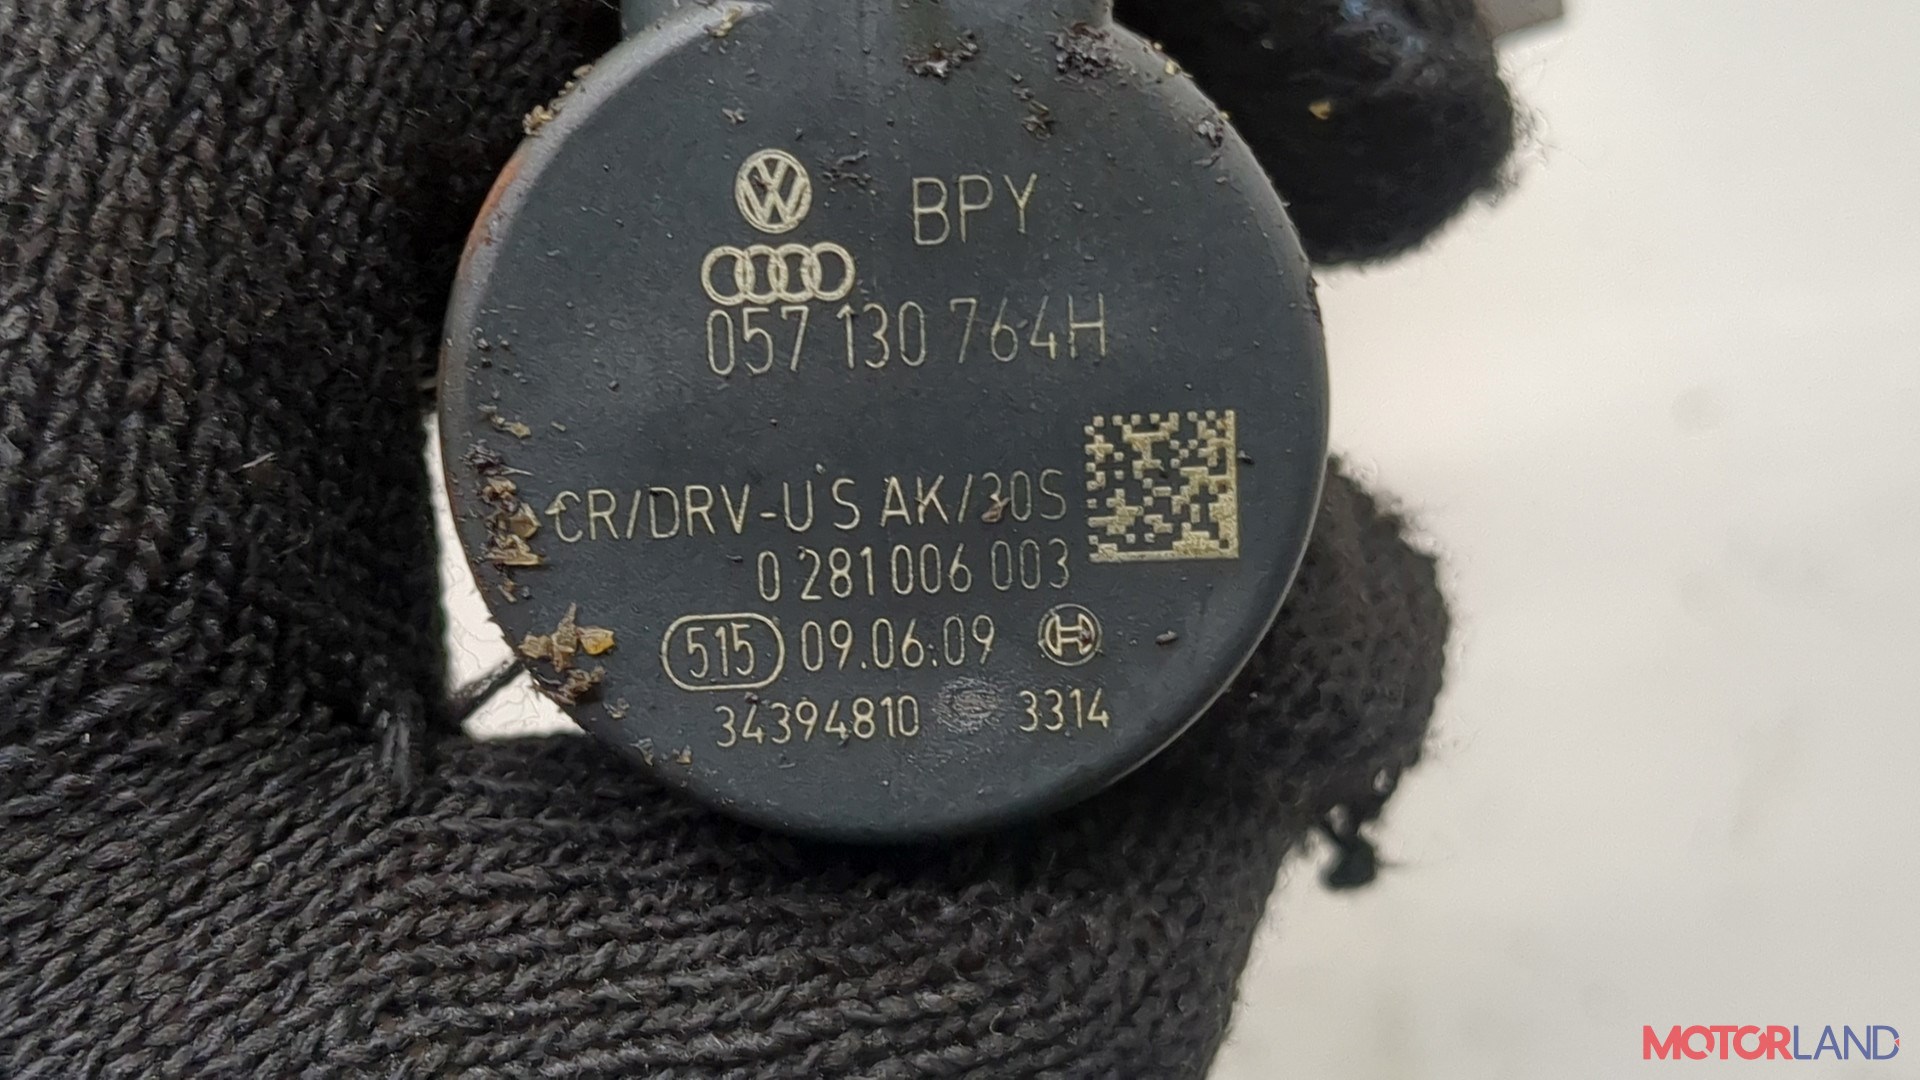 BPY
057 130 764H
CR/DRV-U S AK/30S
0 281 006 003
515 09.06.09
34394810 3314
MOTORLAND